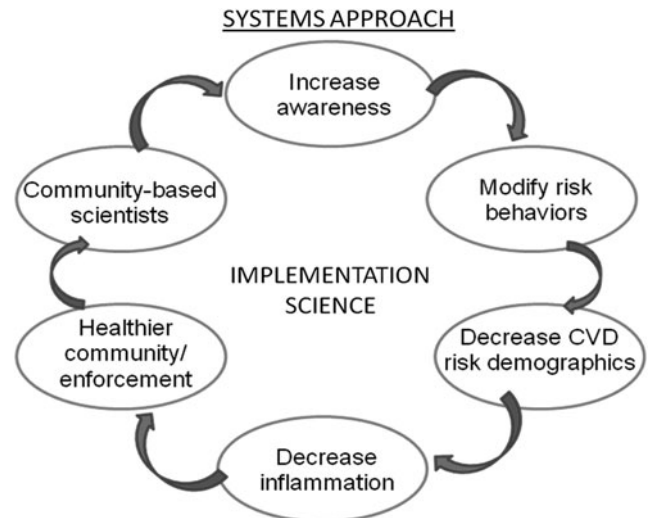 SYSTEMS APPROACH
Increase
awareness
Modify risk
behaviors
Decrease CVD
risk demographics
Decrease
inflammation
Healthier
community/
enforcement
Community-based
scientists
IMPLEMENTATION
SCIENCE